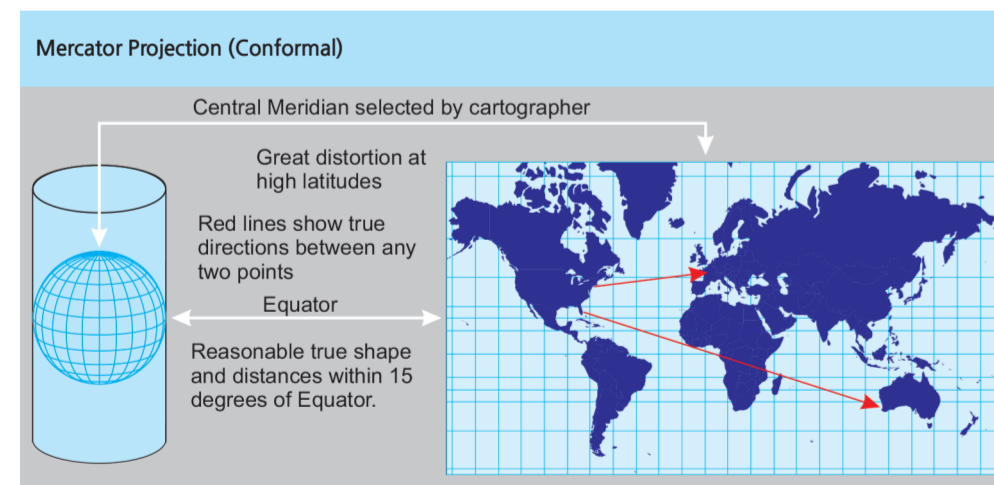 Mercator Projection (Conformal)
Central Meridian selected by cartographer
Great distortion at
high latitudes
Red lines show true
directions between any
two points
Equator
Reasonable true shape
and distances within 15
degrees of Equator.